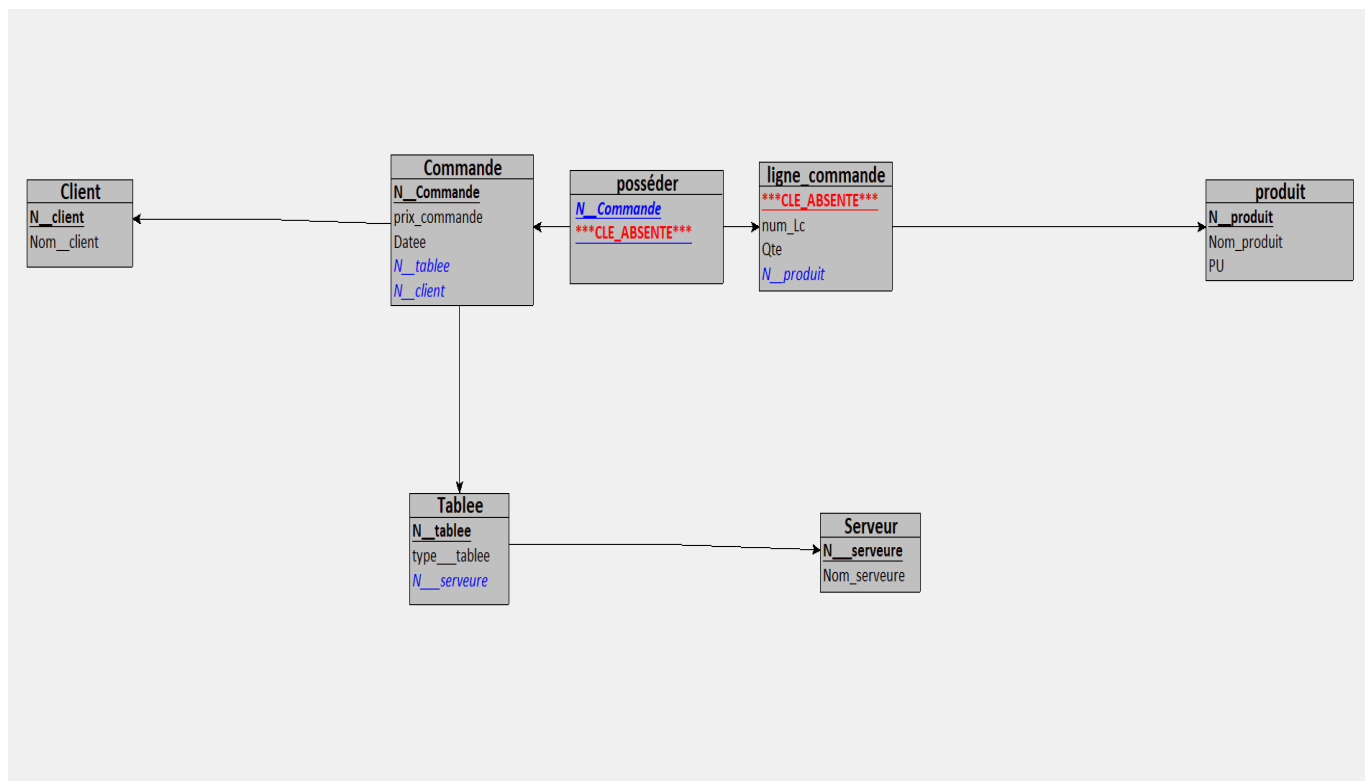 Client
N__client
Nom__client
Commande
N__Commande
prix_commande
Datee
N__tablee
N__client
posséder
N__Commande
***CLE_ABSENTE***
ligne_commande
***CLE_ABSENTE***
num_Lc
Qte
N__produit
produit
N__produit
Nom_produit
PU
Tablee
N__tablee
type___tablee
N___serveure
Serveur
N___serveure
Nom_serveure